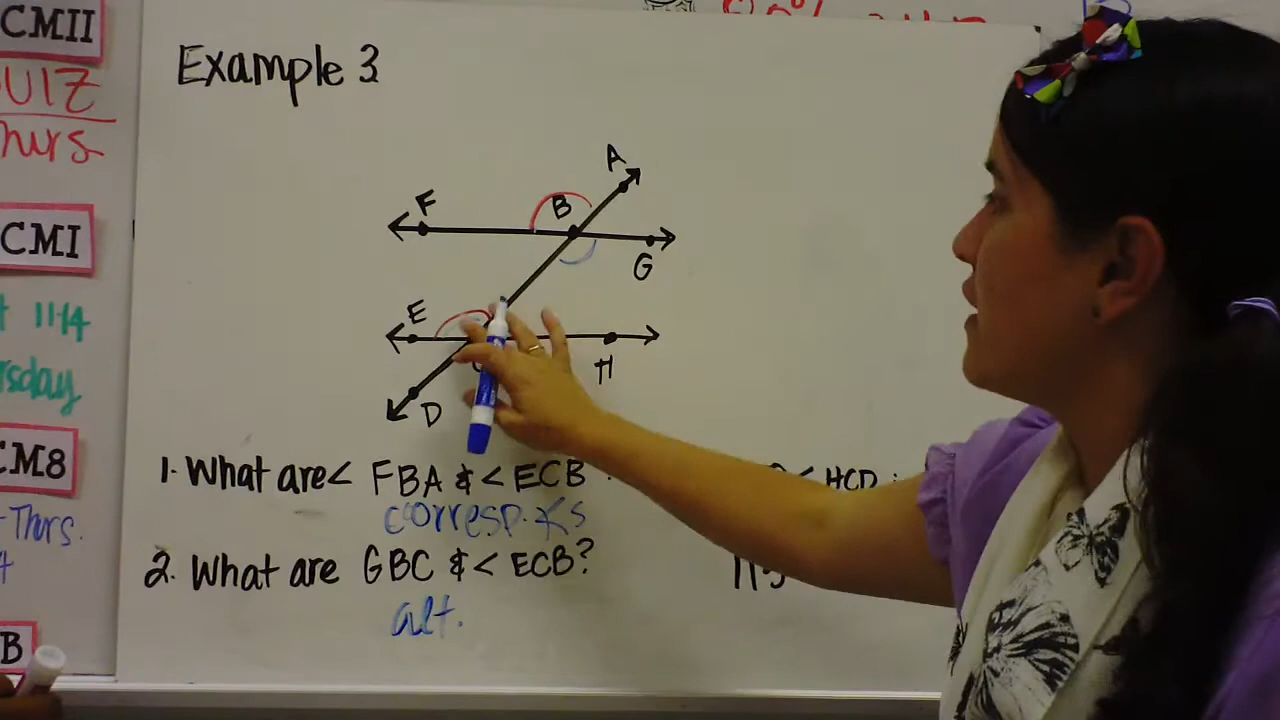 CMII
QUIZ
Thurs
CMI
11-14
CM8
Thurs.
B
Example 3
A
F
B
G
E
H
D
1. What are < FBA & < ECB
corresp. ∡s
2. What are GBC & < ECB?
alt.
< HCD